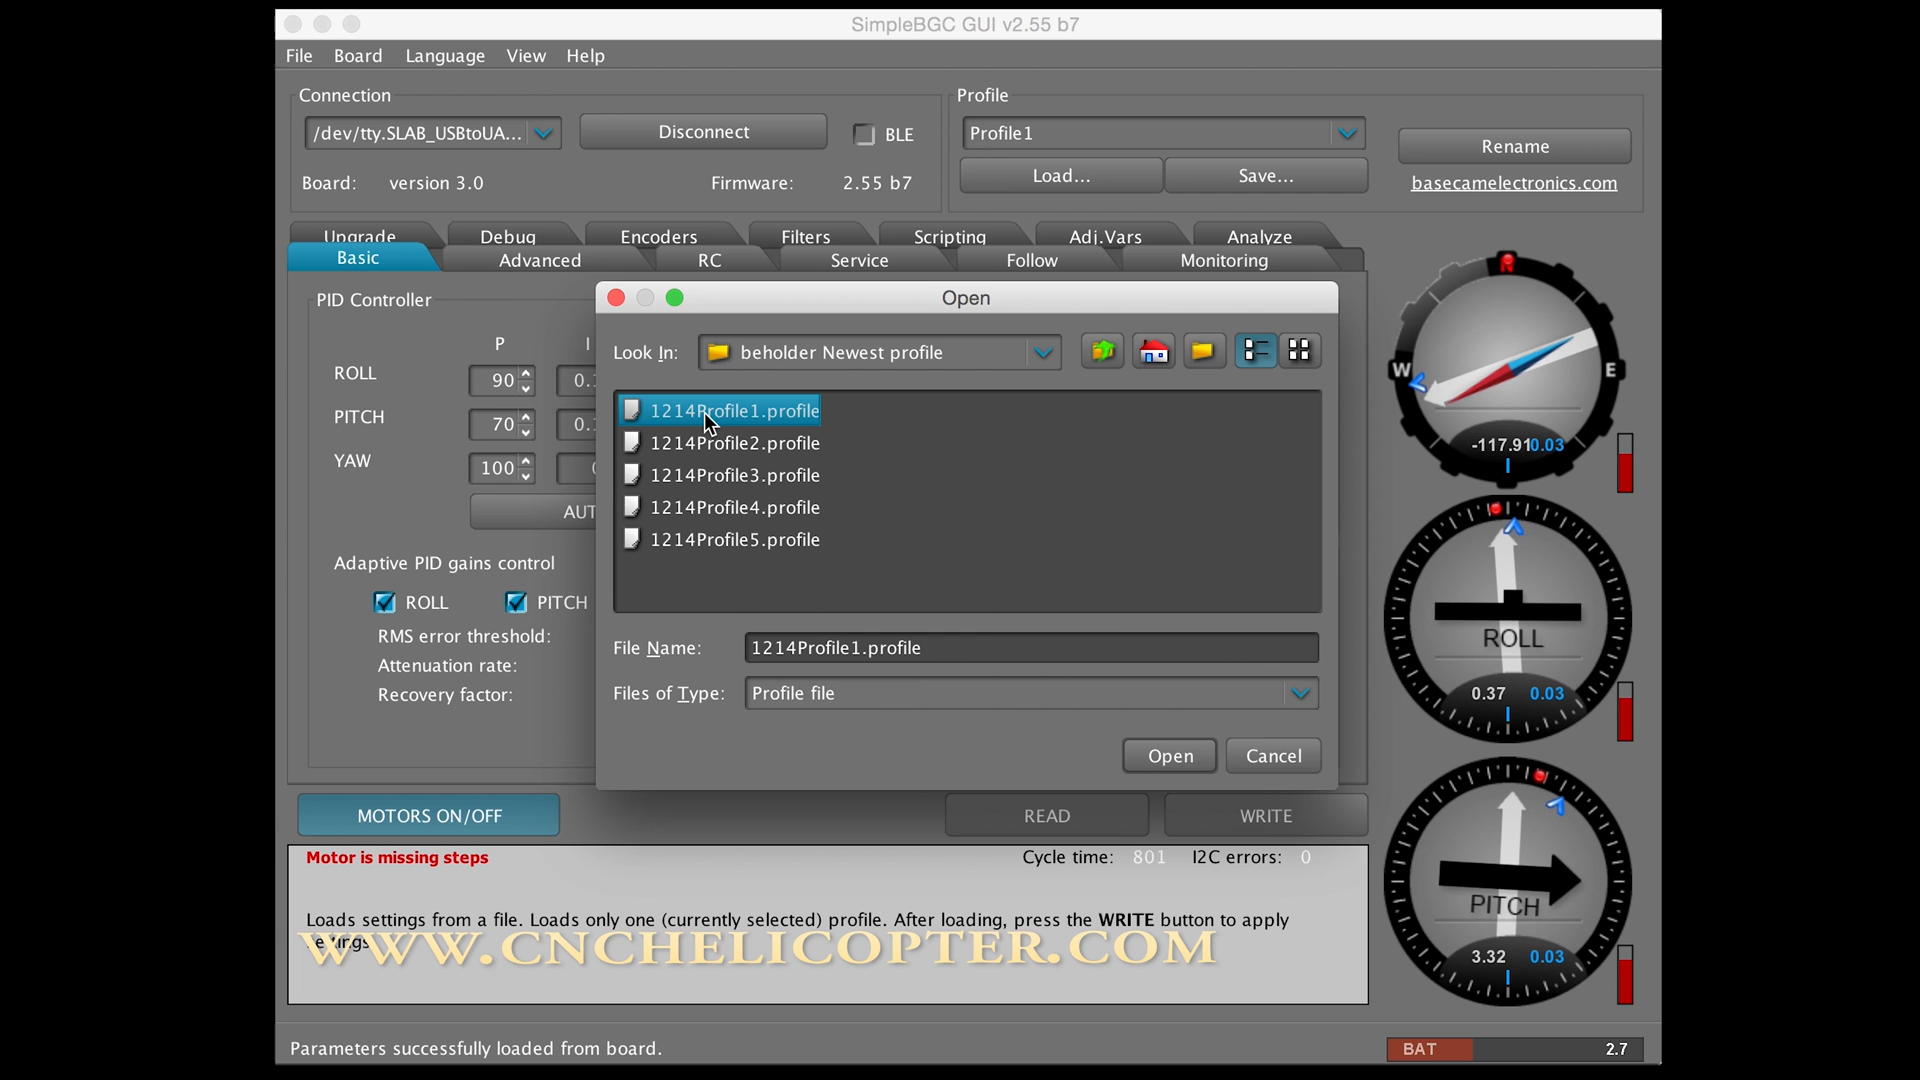 SimpleBGC GUI v2.55 b7
File Board Language View Help
Connection
/dev/tty.SLAB_USBtoUA...
Disconnect
BLE
Board: version 3.0
Firmware: 2.55 b7
Profile
Profile1
Load...
Save...
Rename
basecamelectronics.com
Upgrade Debug Encoders Filters Scripting Adj.Vars Analyze
Basic Advanced RC Service Follow Monitoring
PID Controller
P I
ROLL 90 0.
PITCH 70 0.
YAW 100
AUT
Adaptive PID gains control
ROLL PITCH
RMS error threshold:
Attenuation rate:
Recovery factor:
Open
Look In: beholder Newest profile
1214Profile1.profile
1214Profile2.profile
1214Profile3.profile
1214Profile4.profile
1214Profile5.profile
File Name: 1214Profile1.profile
Files of Type: Profile file
Open Cancel
W E
-117.91 0.03
ROLL
0.37 0.03
PITCH
3.32 0.03
MOTORS ON/OFF
READ
WRITE
Motor is missing steps
Cycle time: 801 I2C errors: 0
Loads settings from a file. Loads only one (currently selected) profile. After loading, press the WRITE button to apply
WWW.CNCHELICOPTER.COM
Parameters successfully loaded from board.
BAT 2.7